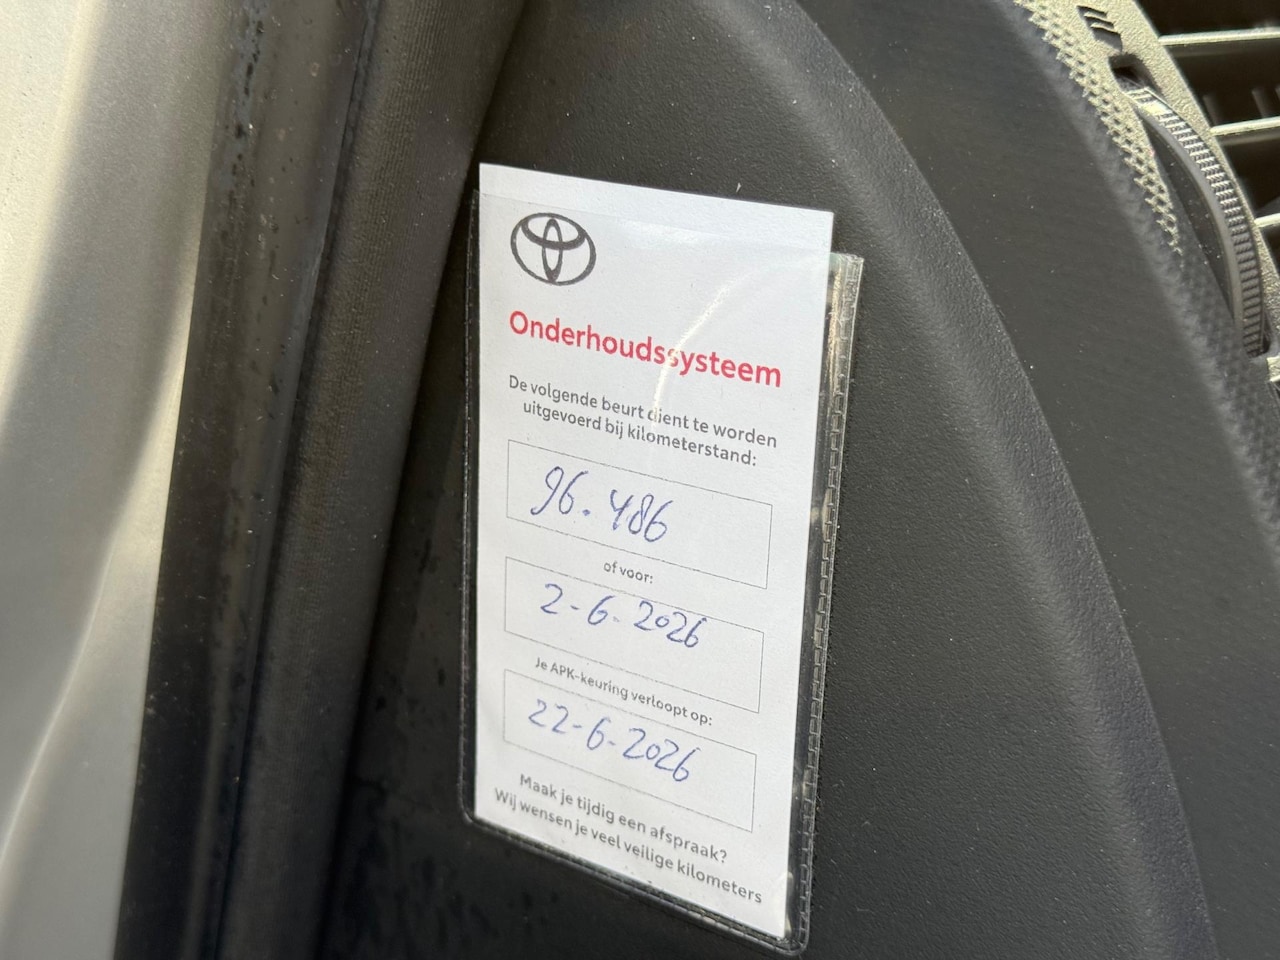 Onderhoudssysteem
De volgende beurt dient te worden
uitgevoerd bij kilometerstand:
96.486
of voor:
2-6-2026
Je APK-keuring verloopt op:
22-6-2026
Maak je tijdig een afspraak?
Wij wensen je veel veilige kilometers